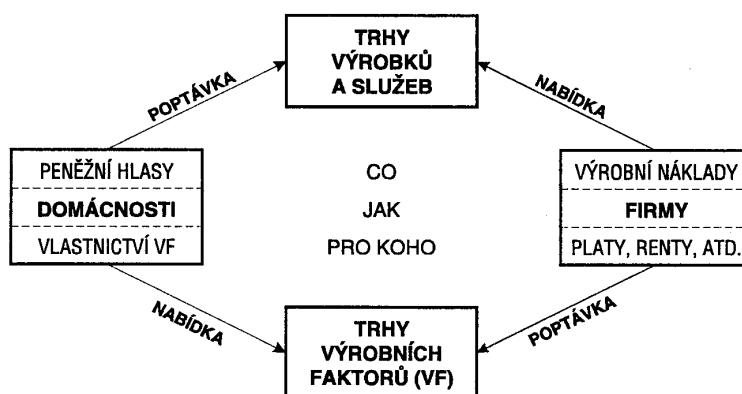 TRHY
VÝROBKŮ
A SLUŽEB
POPTÁVKA
NABÍDKA
PENĚŽNÍ HLASY
CO
VÝROBNÍ NÁKLADY
DOMÁCNOSTI
JAK
FIRMY
VLASTNICTVÍ VF
PRO KOHO
PLATY, RENTY, ATD.
NABÍDKA
POPTÁVKA
TRHY
VÝROBNÍCH
FAKTORŮ (VF)